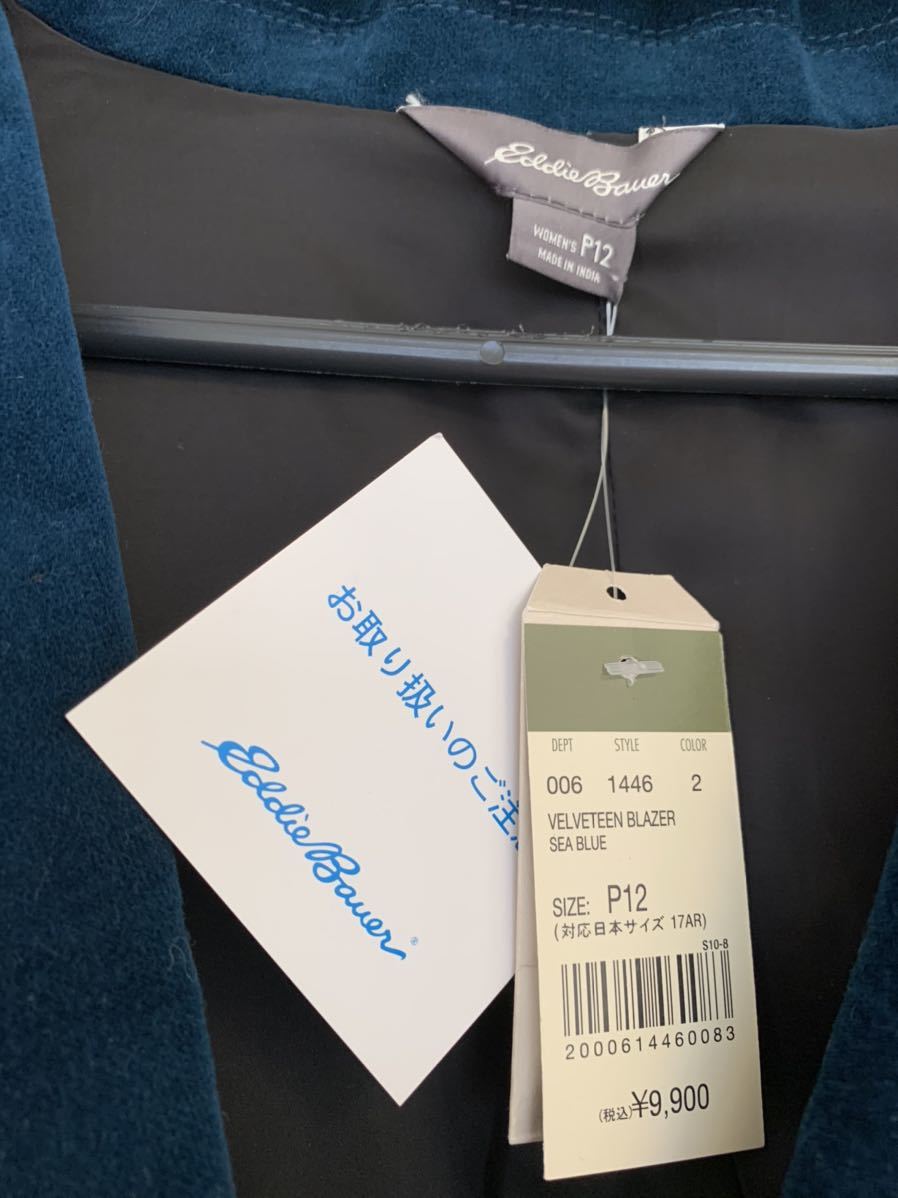 Eddie Bauer
WOMEN'S P12
MADE IN INDIA
お取り扱いのご注
Eddie Bauer®
DEPT STYLE COLOR
006 1446 2
VELVETEEN BLAZER
SEA BLUE
SIZE: P12
(対応日本サイズ 17AR)
S10-8
2000614460083
(税込)¥9,900